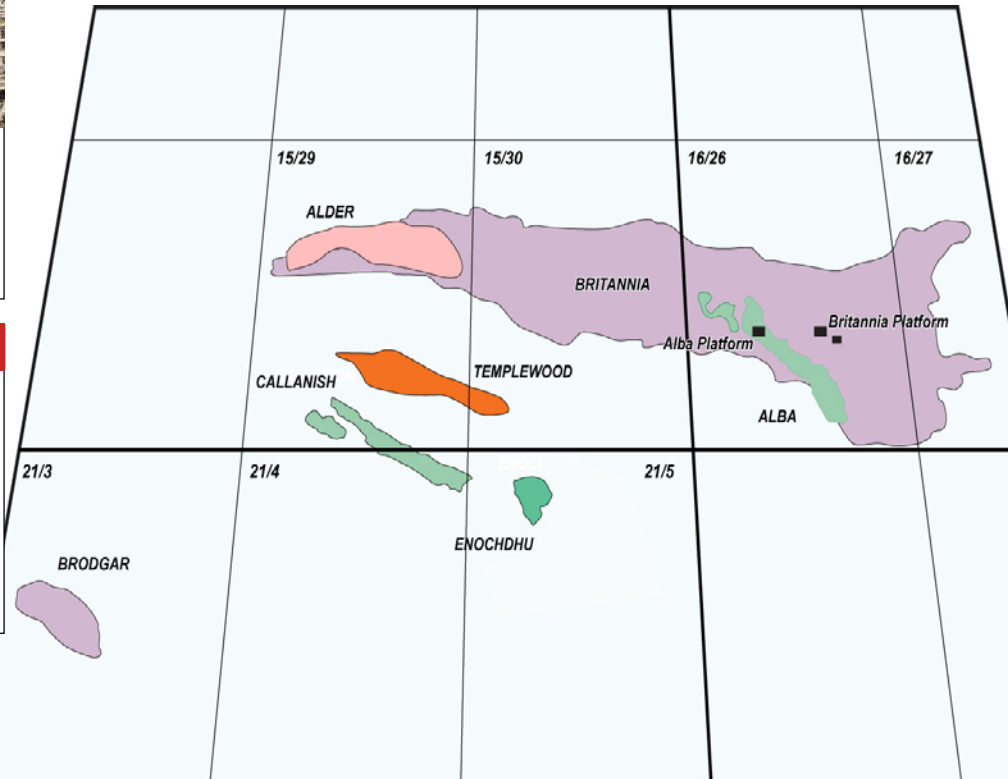 15/29
15/30
16/26
16/27
ALDER
BRITANNIA
Britannia Platform
Alba Platform
TEMPLEWOOD
CALLANISH
ALBA
21/3
21/4
21/5
ENOCHDHU
BRODGAR